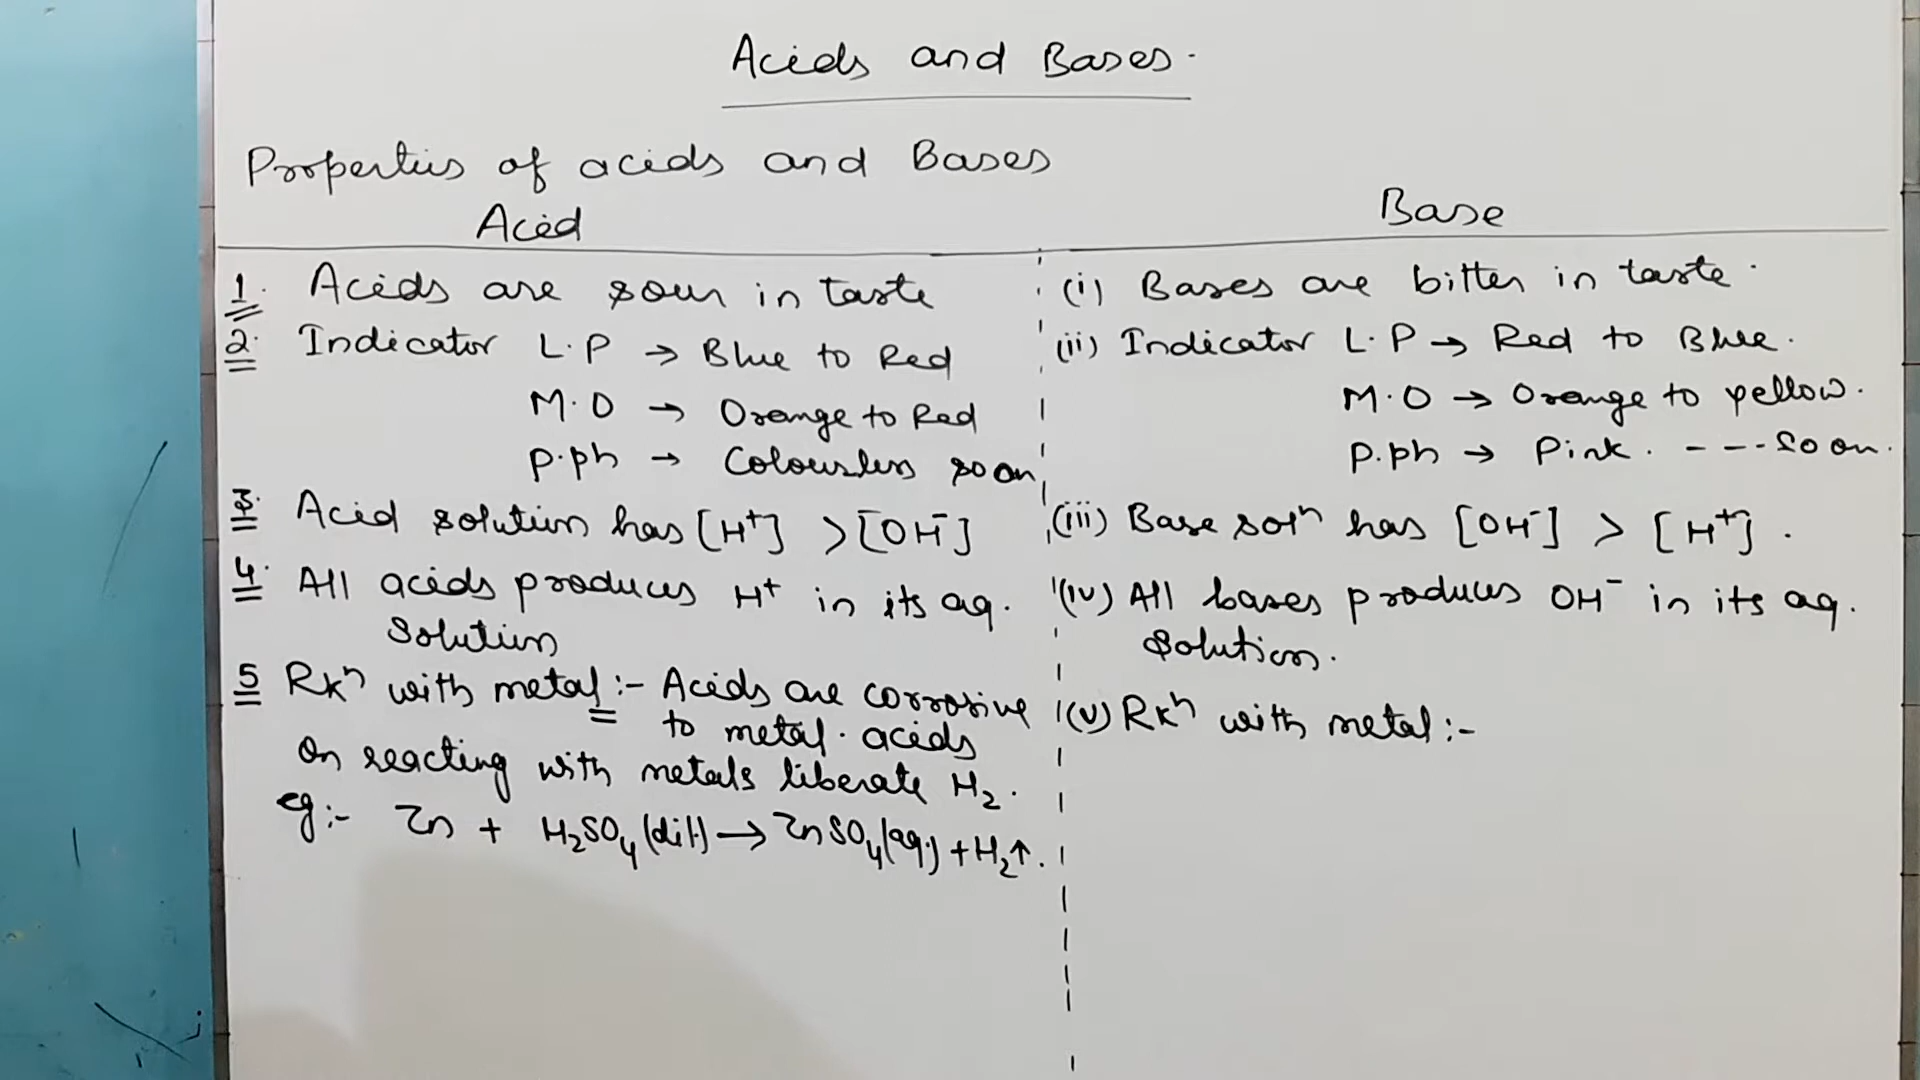 Acids and Bases.
Properties of acids and Bases
Acid
Base
1. Acids are sour in taste
2. Indicator L.P → Blue to Red
M.O → Orange to Red
P.ph → Colourless so on
3. Acid solution has [H⁺] > [OH⁻]
4. All acids produces H⁺ in its aq.
Solution
5 Rxⁿ with metal :- Acids are corrosive
to metal. acids
on reacting with metals liberate H₂.
eg :- Zn + H₂SO₄ (dil) → ZnSO₄(aq.) + H₂↑.
(i) Bases are bitter in taste.
(ii) Indicator L.P → Red to Blue.
M.O → Orange to yellow.
P.ph → Pink. ---- so on.
(iii) Base solⁿ has [OH⁻] > [H⁺].
(iv) All bases produces OH⁻ in its aq.
solution.
(v) Rxⁿ with metal :-